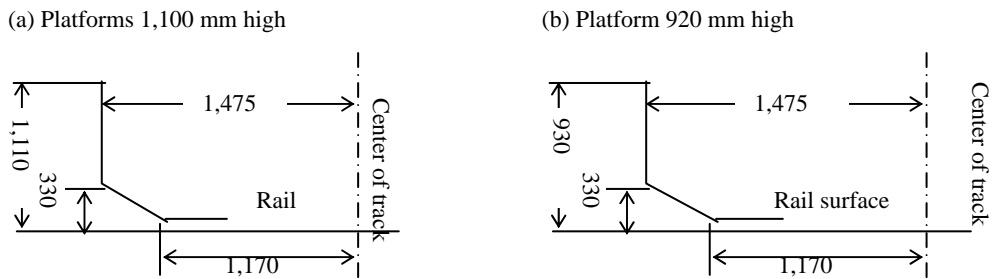 (a) Platforms 1,100 mm high
1,475
1,110
330
Rail
Center of track
1,170
(b) Platform 920 mm high
1,475
930
330
Rail surface
Center of track
1,170